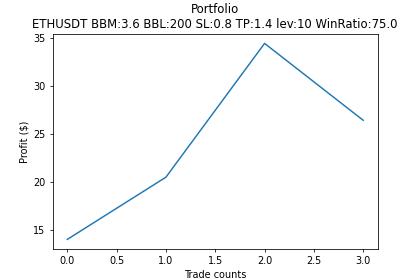 Portfolio
ETHUSDT BBM:3.6 BBL:200 SL:0.8 TP:1.4 lev:10 WinRatio:75.0
35
30
25
20
15
Profit ($)
0.0 0.5 1.0 1.5 2.0 2.5 3.0
Trade counts